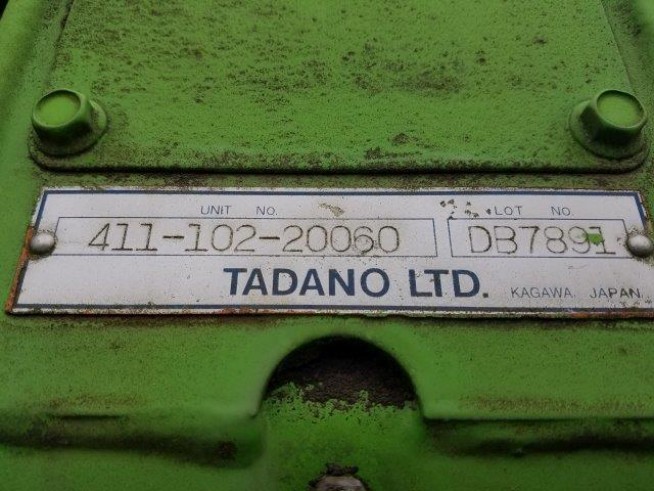 UNIT NO. LOT NO.
411-102-20060 DB7891
TADANO LTD. KAGAWA, JAPAN